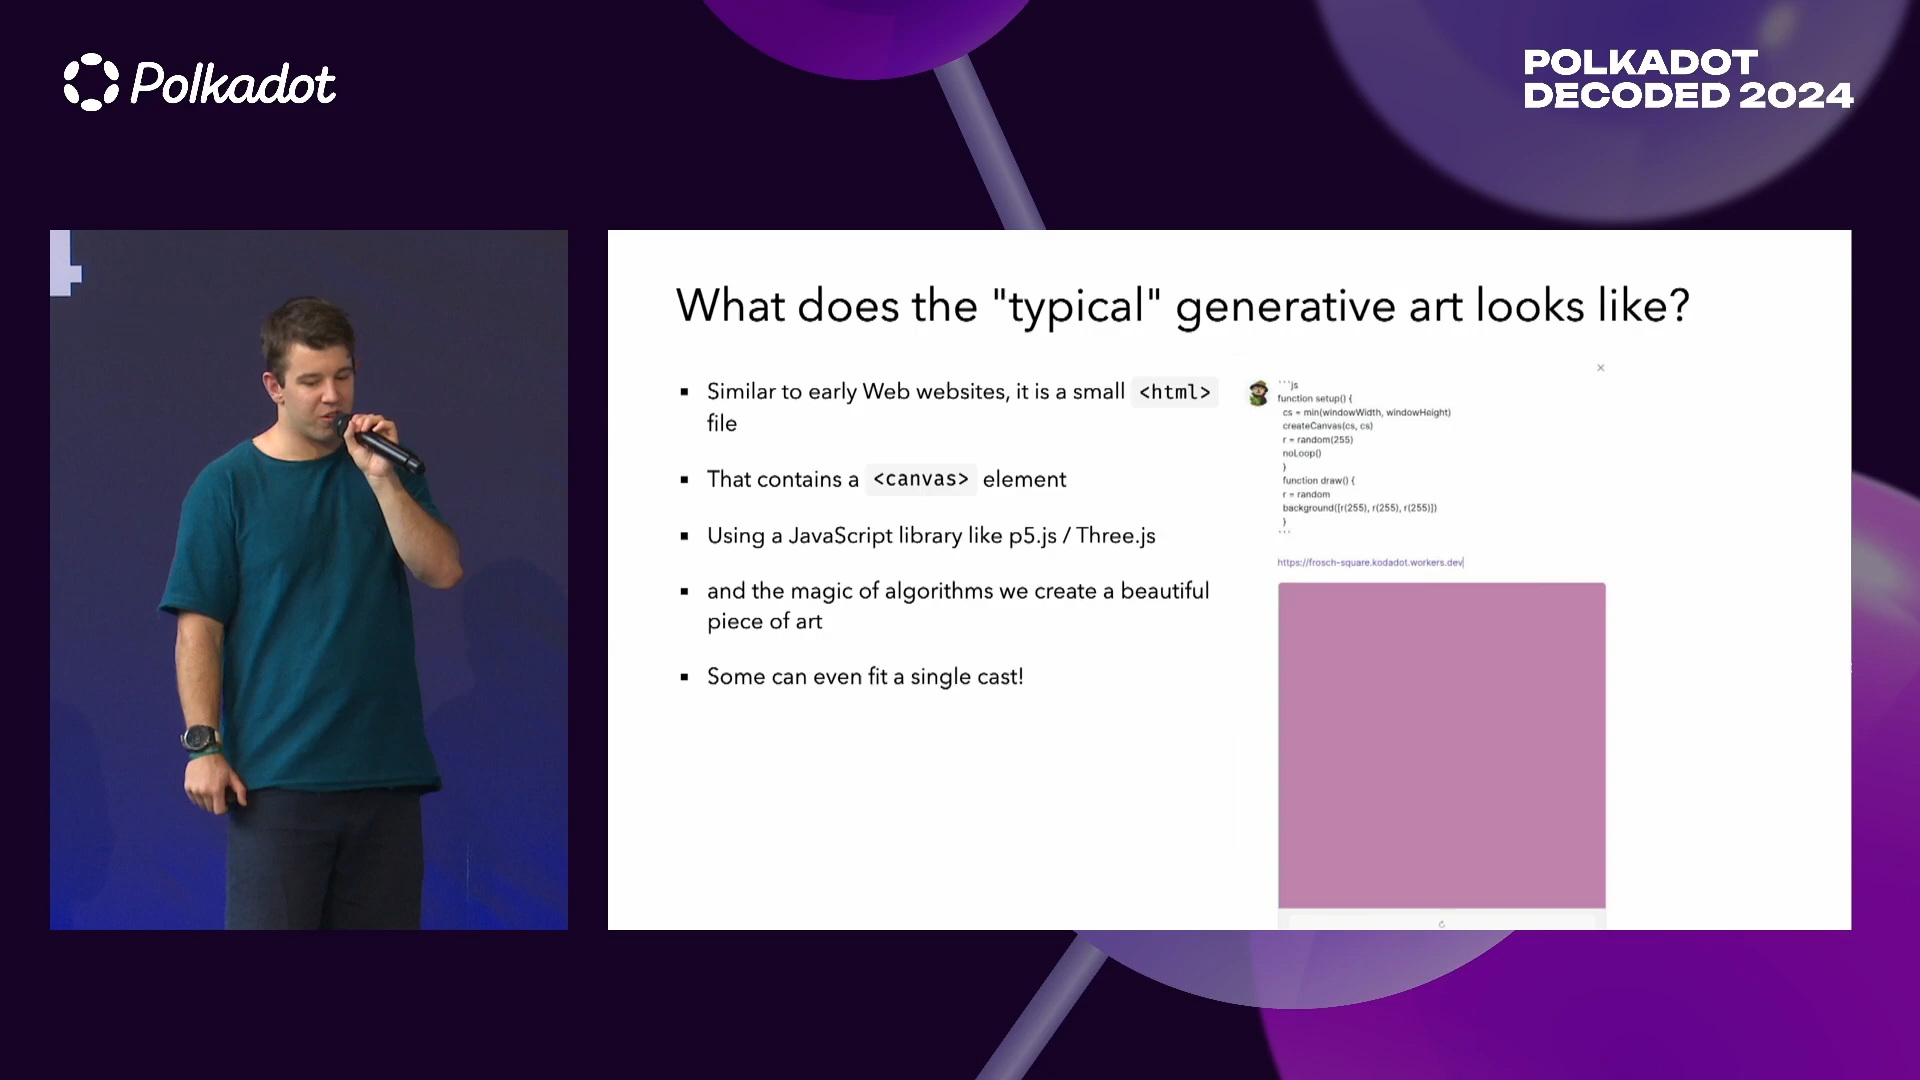 Polkadot
POLKADOT
DECODED 2024
4
What does the "typical" generative art looks like?
▪ Similar to early Web websites, it is a small <html>
file
▪ That contains a <canvas> element
▪ Using a JavaScript library like p5.js / Three.js
▪ and the magic of algorithms we create a beautiful
piece of art
▪ Some can even fit a single cast!
```js
function setup() {
cs = min(windowWidth, windowHeight)
createCanvas(cs, cs)
r = random(255)
noLoop()
}
function draw() {
r = random
background([r(255), r(255), r(255)])
}
```
https://frosch-square.kodadot.workers.dev